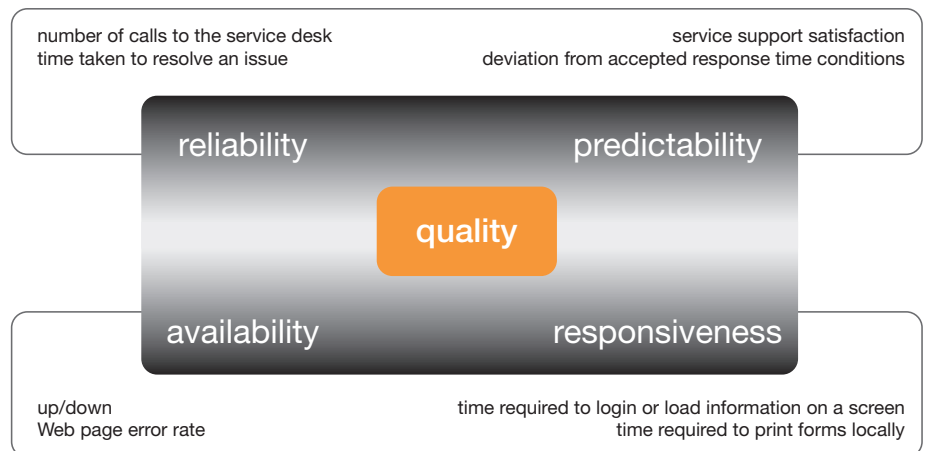 number of calls to the service desk
time taken to resolve an issue
service support satisfaction
deviation from accepted response time conditions
reliability
predictability
quality
availability
responsiveness
up/down
Web page error rate
time required to login or load information on a screen
time required to print forms locally